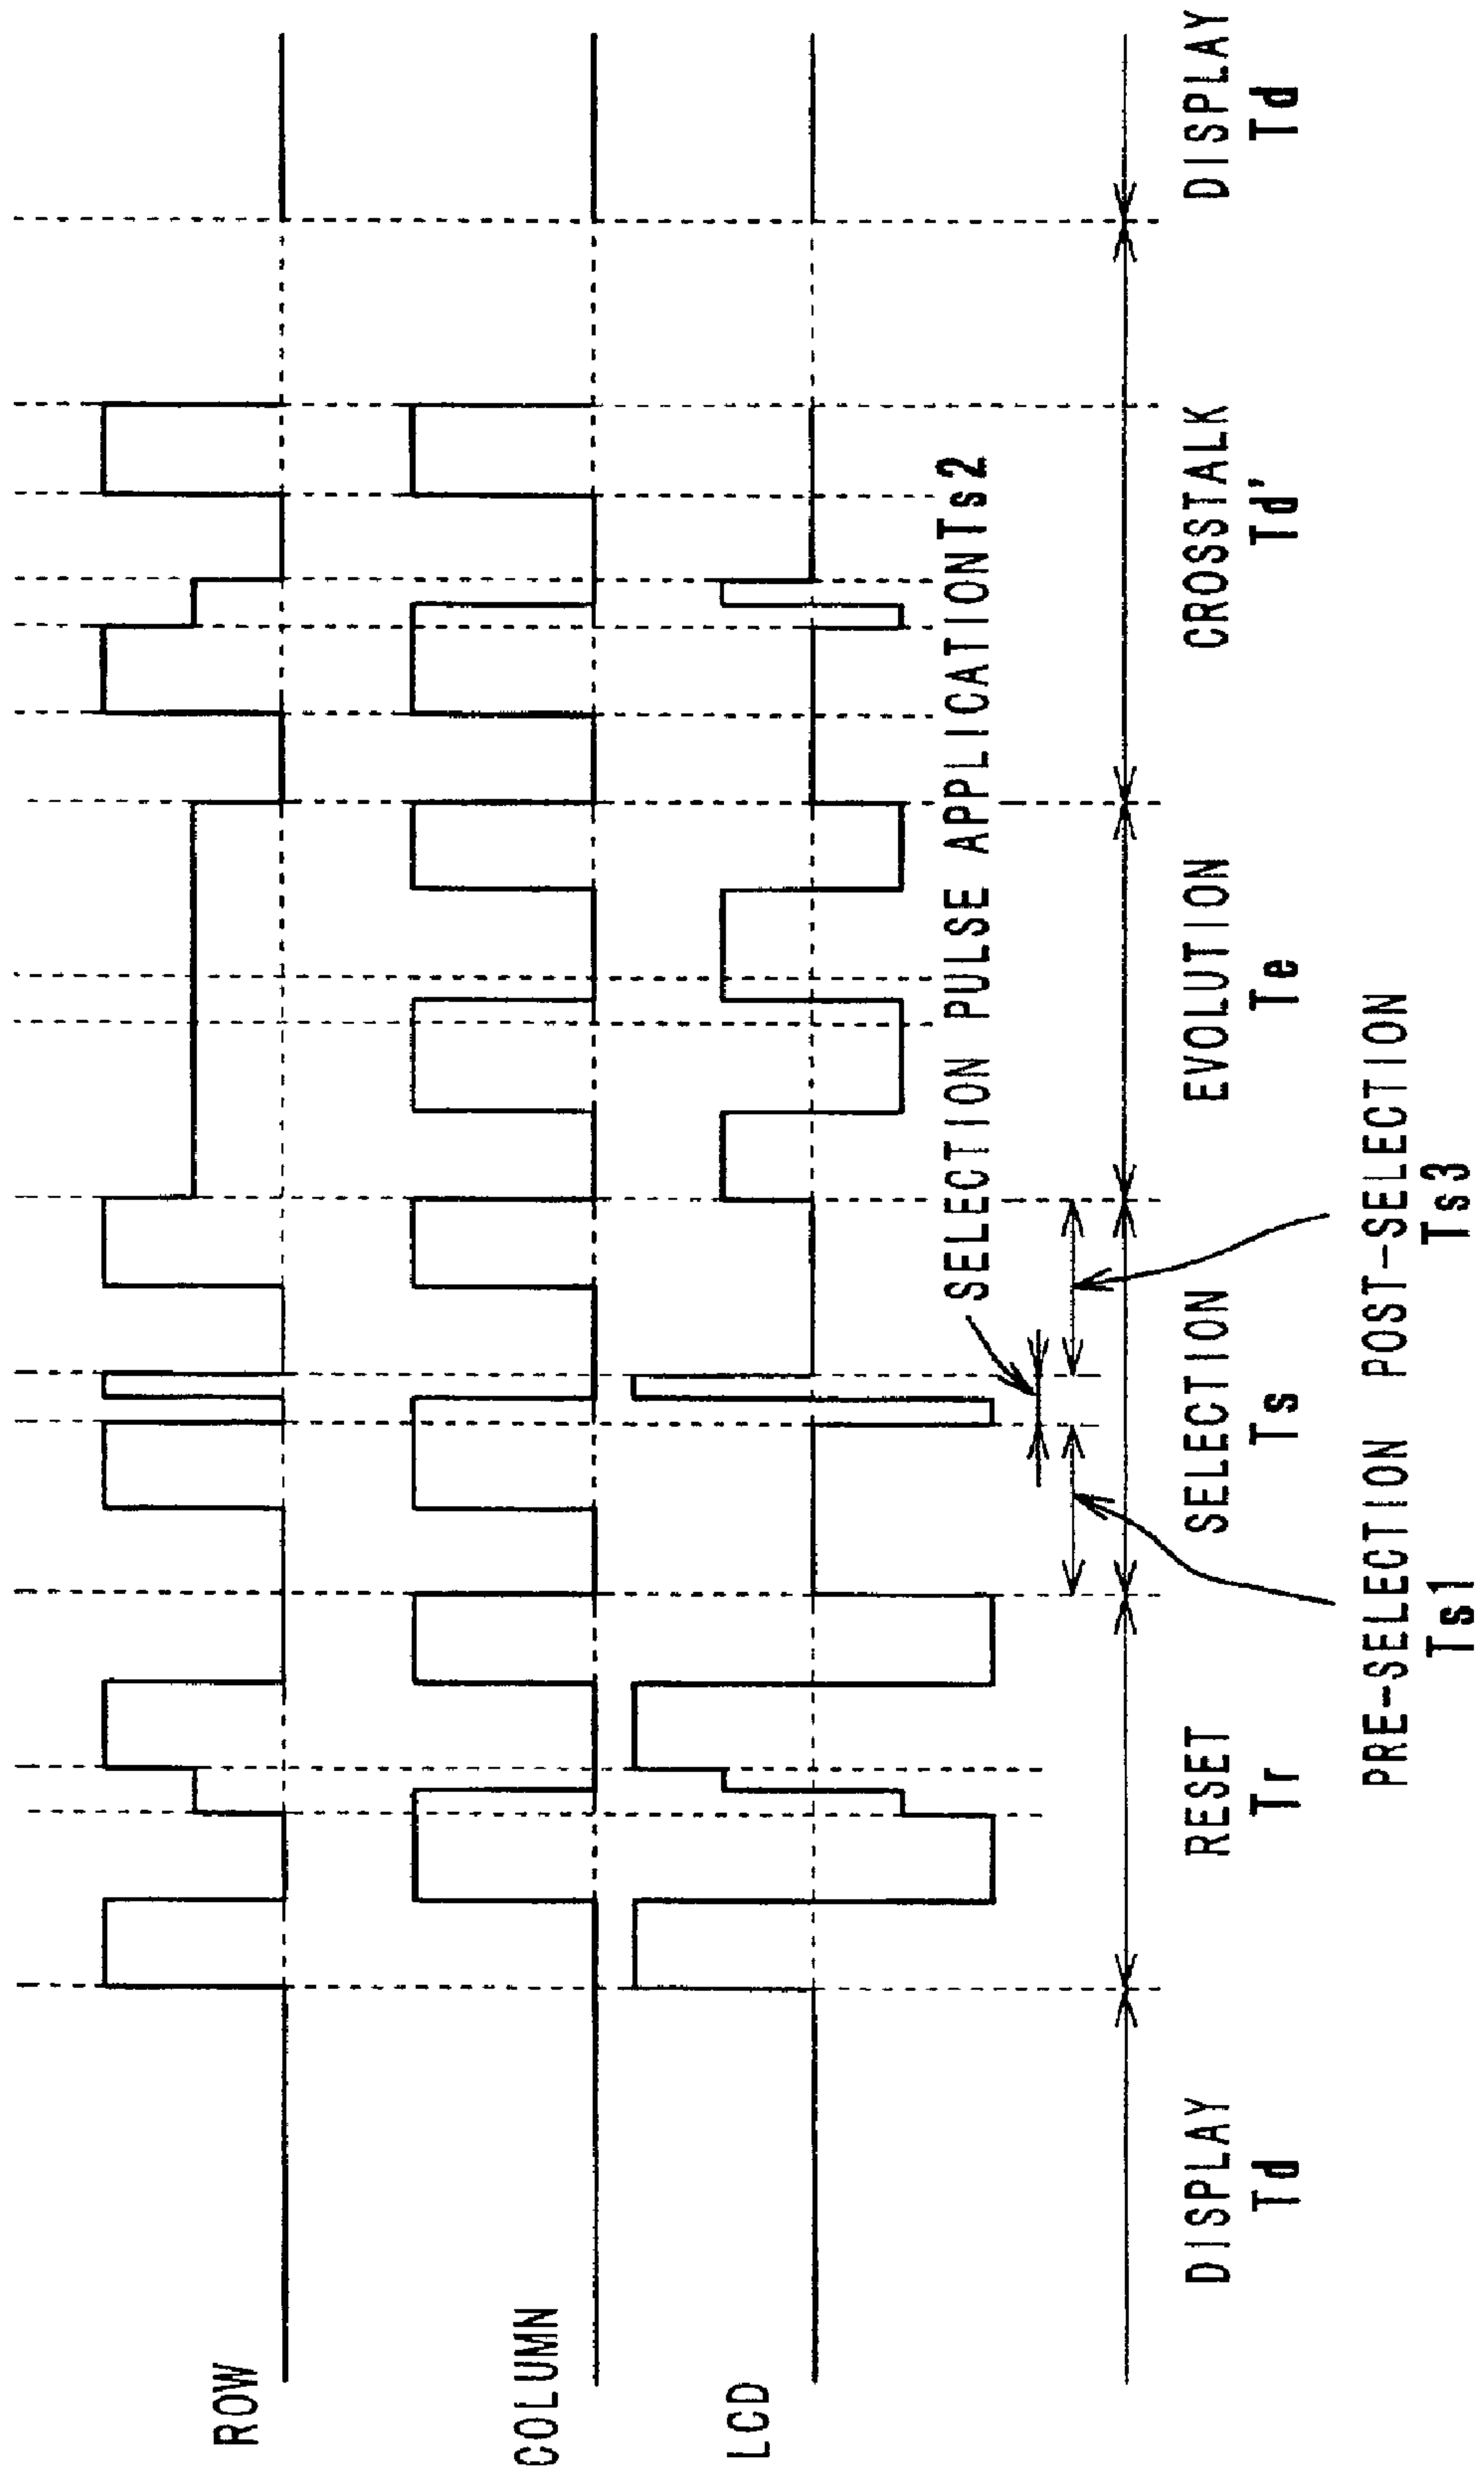 ROW
COLUMN
LCD
SELECTION PULSE APPLICATION Ts2
DISPLAY
Td
RESET
Tr
SELECTION
Ts
EVOLUTION
Te
CROSSTALK
Td'
DISPLAY
Td
PRE-SELECTION
Ts1
POST-SELECTION
Ts3